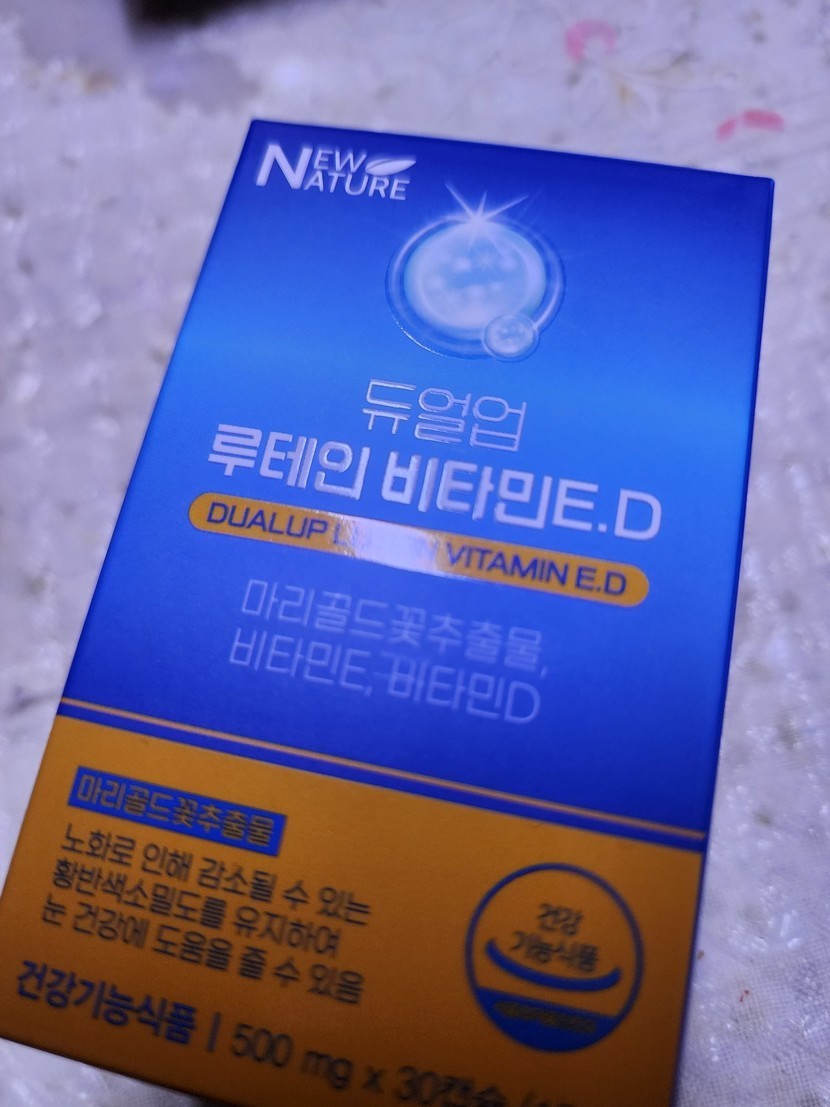 NEW
NATURE
듀얼업
루테인 비타민E.D
DUALUP VITAMIN E.D
마리골드꽃추출물,
비타민E, 비타민D
마리골드꽃추출물
노화로 인해 감소될 수 있는
황반색소밀도를 유지하여
눈 건강에 도움을 줄 수 있음
건강
기능식품
건강기능식품 | 500 mg x 30캡슐